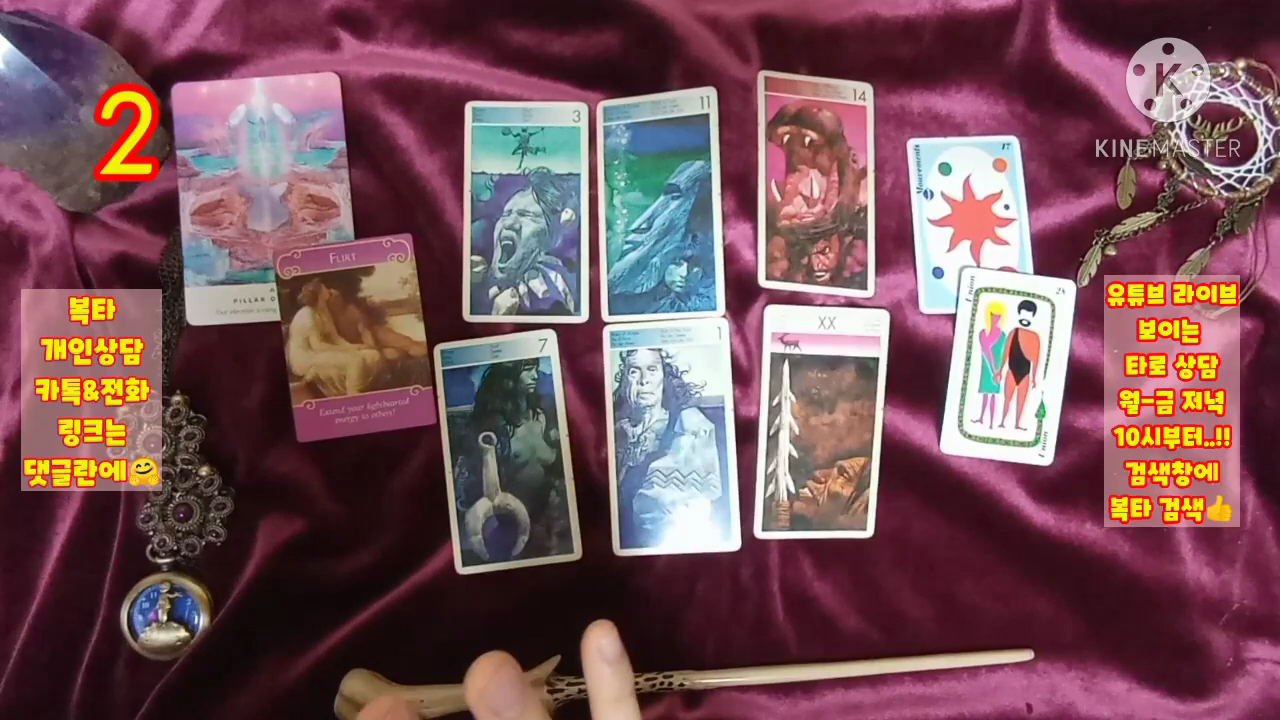 2
KINEMASTER
3
11
14
17
Mouvements
A
PILLAR O
FLIRT
Extend your lighthearted
energy to others!
7
1
XX
28
Union
Union
복타
개인상담
카톡&전화
링크는
댓글란에🤗
유튜브 라이브
보이는
타로 상담
월-금 저녁
10시부터..!!
검색창에
복타 검색👍